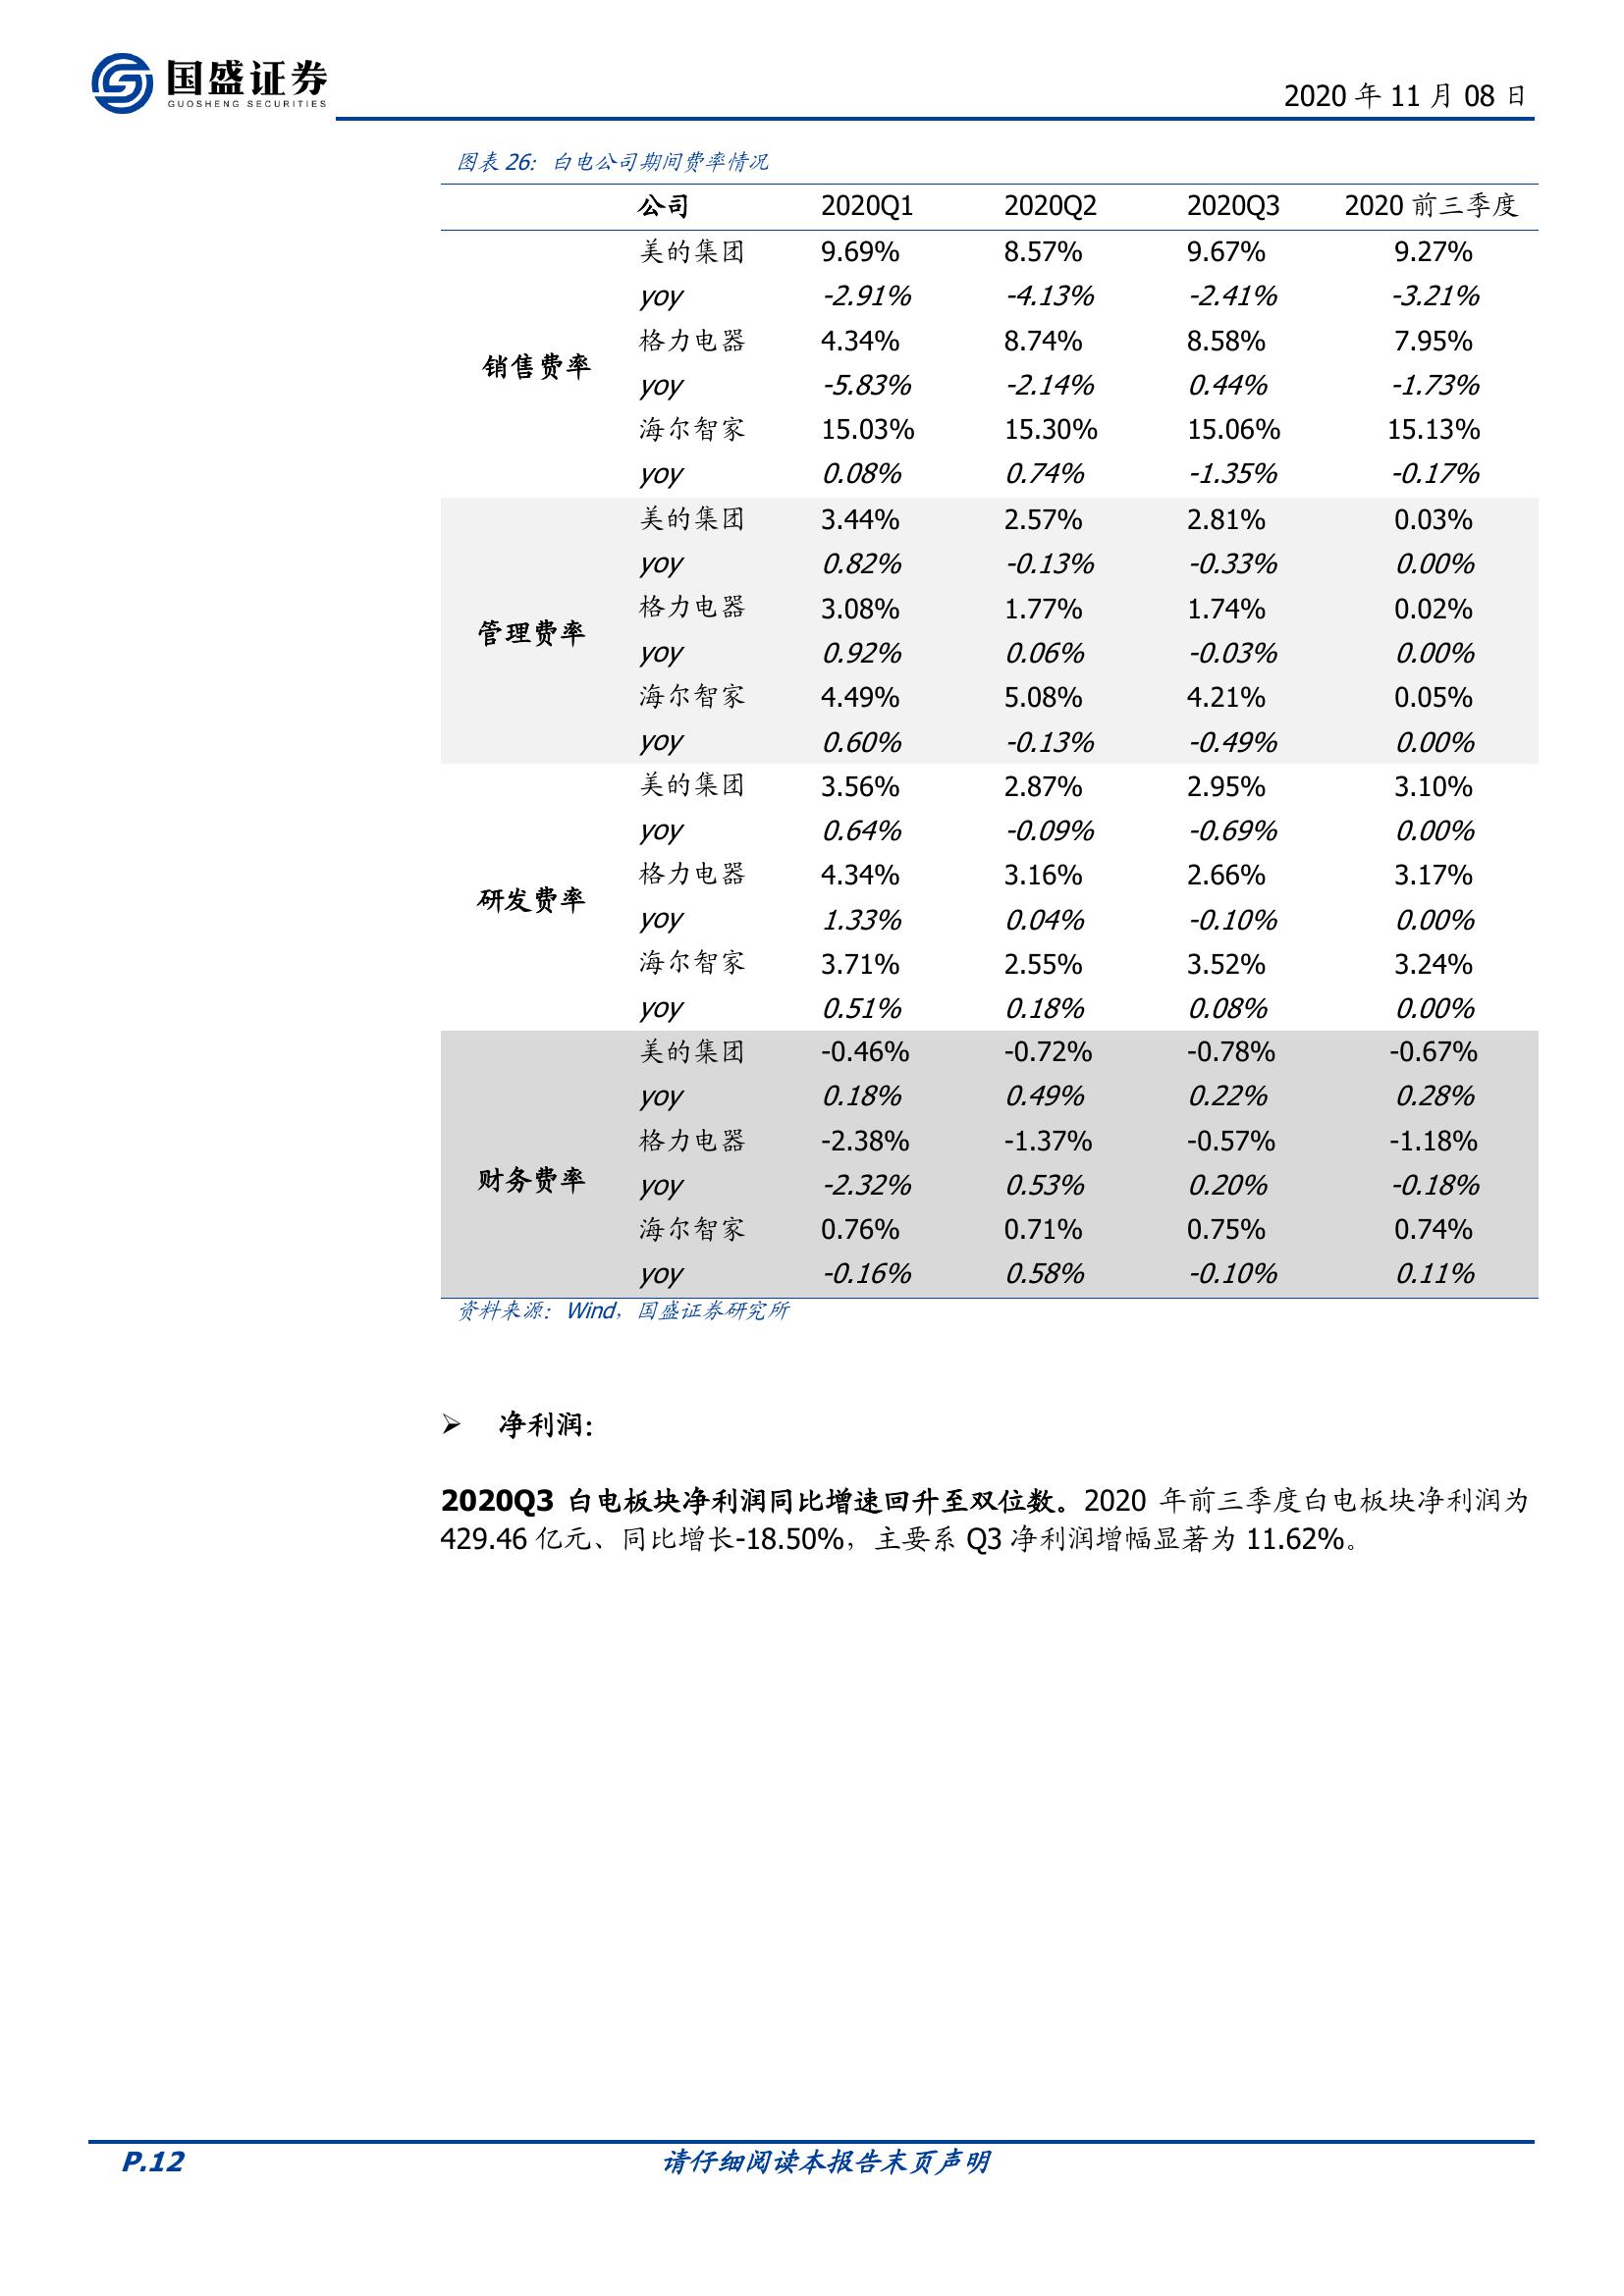 国盛证券
GUOSHENG SECURITIES
2020 年 11 月 08 日
图表 26：白电公司期间费率情况
公司 2020Q1 2020Q2 2020Q3 2020 前三季度
销售费率
美的集团 9.69% 8.57% 9.67% 9.27%
yoy -2.91% -4.13% -2.41% -3.21%
格力电器 4.34% 8.74% 8.58% 7.95%
yoy -5.83% -2.14% 0.44% -1.73%
海尔智家 15.03% 15.30% 15.06% 15.13%
yoy 0.08% 0.74% -1.35% -0.17%
管理费率
美的集团 3.44% 2.57% 2.81% 0.03%
yoy 0.82% -0.13% -0.33% 0.00%
格力电器 3.08% 1.77% 1.74% 0.02%
yoy 0.92% 0.06% -0.03% 0.00%
海尔智家 4.49% 5.08% 4.21% 0.05%
yoy 0.60% -0.13% -0.49% 0.00%
研发费率
美的集团 3.56% 2.87% 2.95% 3.10%
yoy 0.64% -0.09% -0.69% 0.00%
格力电器 4.34% 3.16% 2.66% 3.17%
yoy 1.33% 0.04% -0.10% 0.00%
海尔智家 3.71% 2.55% 3.52% 3.24%
yoy 0.51% 0.18% 0.08% 0.00%
财务费率
美的集团 -0.46% -0.72% -0.78% -0.67%
yoy 0.18% 0.49% 0.22% 0.28%
格力电器 -2.38% -1.37% -0.57% -1.18%
yoy -2.32% 0.53% 0.20% -0.18%
海尔智家 0.76% 0.71% 0.75% 0.74%
yoy -0.16% 0.58% -0.10% 0.11%
资料来源：Wind，国盛证券研究所
➢ 净利润：
2020Q3 白电板块净利润同比增速回升至双位数。2020 年前三季度白电板块净利润为
429.46 亿元、同比增长-18.50%，主要系 Q3 净利润增幅显著为 11.62%。
P.12 请仔细阅读本报告末页声明